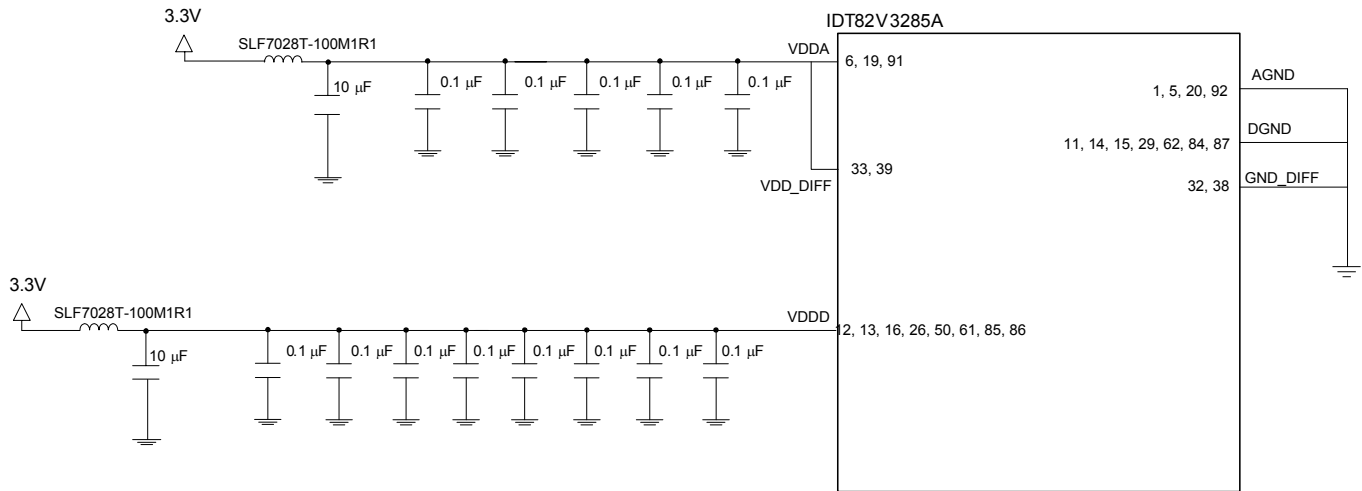 3.3V
IDT82V3285A
SLF7028T-100M1R1
VDDA
6, 19, 91
10 μF
0.1 μF
0.1 μF
0.1 μF
0.1 μF
0.1 μF
AGND
1, 5, 20, 92
DGND
11, 14, 15, 29, 62, 84, 87
33, 39
VDD_DIFF
GND_DIFF
32, 38
3.3V
SLF7028T-100M1R1
VDDD
12, 13, 16, 26, 50, 61, 85, 86
10 μF
0.1 μF
0.1 μF
0.1 μF
0.1 μF
0.1 μF
0.1 μF
0.1 μF
0.1 μF